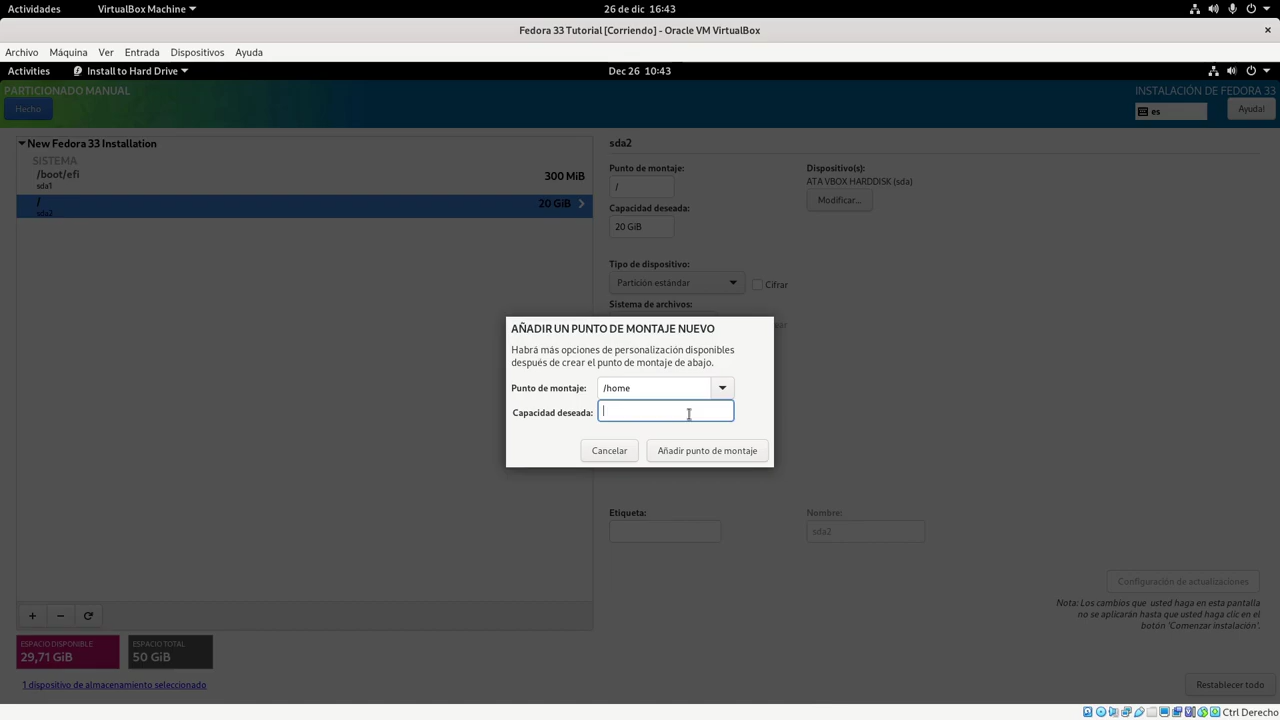 Actividades
VirtualBox Machine
26 de dic 16:43
Fedora 33 Tutorial [Corriendo] - Oracle VM VirtualBox
Archivo Máquina Ver Entrada Dispositivos Ayuda
Activities
Install to Hard Drive
Dec 26 10:43
PARTICIONADO MANUAL
INSTALACIÓN DE FEDORA 33
Hecho
es
Ayuda!
New Fedora 33 Installation
SISTEMA
/boot/efi
300 MiB
sda1
/
20 GiB
sda2
sda2
Punto de montaje:
/
Dispositivo(s):
ATA VBOX HARDDISK (sda)
Modificar...
Capacidad deseada:
20 GiB
Tipo de dispositivo:
Partición estándar
Cifrar
Sistema de archivos:
AÑADIR UN PUNTO DE MONTAJE NUEVO
Habrá más opciones de personalización disponibles
después de crear el punto de montaje de abajo.
Punto de montaje: /home
Capacidad deseada:
Cancelar
Añadir punto de montaje
Etiqueta:
Nombre:
sda2
Configuración de actualizaciones
Nota: Los cambios que usted haga en esta pantalla
no se aplicarán hasta que usted haga clic en el
botón 'Comenzar instalación'.
+ −
ESPACIO DISPONIBLE
29,71 GiB
ESPACIO TOTAL
50 GiB
1 dispositivo de almacenamiento seleccionado
Restablecer todo
Ctrl Derecho